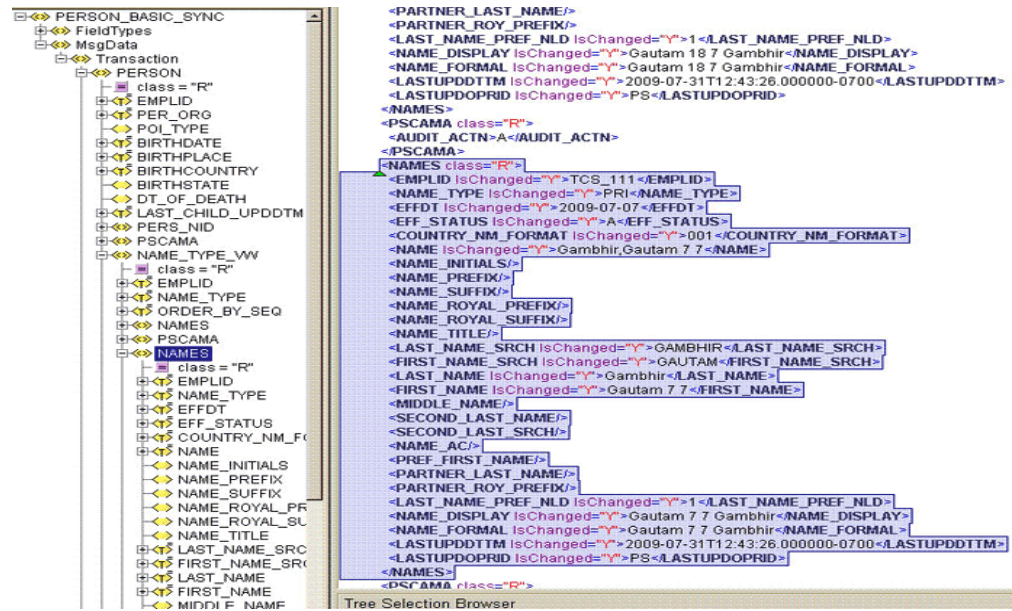 PERSON_BASIC_SYNC
FieldTypes
MsgData
Transaction
PERSON
class = "R"
EMPLID
PER_ORG
POI_TYPE
BIRTHDATE
BIRTHPLACE
BIRTHCOUNTRY
BIRTHSTATE
DT_OF_DEATH
LAST_CHILD_UPDDTM
PERS_NID
PSCAMA
NAME_TYPE_VW
class = "R"
EMPLID
NAME_TYPE
ORDER_BY_SEQ
NAMES
PSCAMA
NAMES
class = "R"
EMPLID
NAME_TYPE
EFFDT
EFF_STATUS
COUNTRY_NM_F
NAME
NAME_INITIALS
NAME_PREFIX
NAME_SUFFIX
NAME_ROYAL_PR
NAME_ROYAL_SU
NAME_TITLE
LAST_NAME_SRC
FIRST_NAME_SR
LAST_NAME
FIRST_NAME
MIDDLE_NAME
<PARTNER_LAST_NAME/>
<PARTNER_ROY_PREFIX/>
<LAST_NAME_PREF_NLD IsChanged="Y">1</LAST_NAME_PREF_NLD>
<NAME_DISPLAY IsChanged="Y">Gautam 18 7 Gambhir</NAME_DISPLAY>
<NAME_FORMAL IsChanged="Y">Gautam 18 7 Gambhir</NAME_FORMAL>
<LASTUPDDTTM IsChanged="Y">2009-07-31T12:43:26.000000-0700</LASTUPDDTTM>
<LASTUPDOPRID IsChanged="Y">PS</LASTUPDOPRID>
</NAMES>
<PSCAMA class="R">
<AUDIT_ACTN>A</AUDIT_ACTN>
</PSCAMA>
<NAMES class="R">
<EMPLID IsChanged="Y">TCS_111</EMPLID>
<NAME_TYPE IsChanged="Y">PRI</NAME_TYPE>
<EFFDT IsChanged="Y">2009-07-07</EFFDT>
<EFF_STATUS IsChanged="Y">A</EFF_STATUS>
<COUNTRY_NM_FORMAT IsChanged="Y">001</COUNTRY_NM_FORMAT>
<NAME IsChanged="Y">Gambhir,Gautam 7 7</NAME>
<NAME_INITIALS/>
<NAME_PREFIX/>
<NAME_SUFFIX/>
<NAME_ROYAL_PREFIX/>
<NAME_ROYAL_SUFFIX/>
<NAME_TITLE/>
<LAST_NAME_SRCH IsChanged="Y">GAMBHIR</LAST_NAME_SRCH>
<FIRST_NAME_SRCH IsChanged="Y">GAUTAM</FIRST_NAME_SRCH>
<LAST_NAME IsChanged="Y">Gambhir</LAST_NAME>
<FIRST_NAME IsChanged="Y">Gautam 7 7</FIRST_NAME>
<MIDDLE_NAME/>
<SECOND_LAST_NAME/>
<SECOND_LAST_SRCH/>
<NAME_AC/>
<PREF_FIRST_NAME/>
<PARTNER_LAST_NAME/>
<PARTNER_ROY_PREFIX/>
<LAST_NAME_PREF_NLD IsChanged="Y">1</LAST_NAME_PREF_NLD>
<NAME_DISPLAY IsChanged="Y">Gautam 7 7 Gambhir</NAME_DISPLAY>
<NAME_FORMAL IsChanged="Y">Gautam 7 7 Gambhir</NAME_FORMAL>
<LASTUPDDTTM IsChanged="Y">2009-07-31T12:43:26.000000-0700</LASTUPDDTTM>
<LASTUPDOPRID IsChanged="Y">PS</LASTUPDOPRID>
</NAMES>
<PSCAMA class="R">
Tree Selection Browser